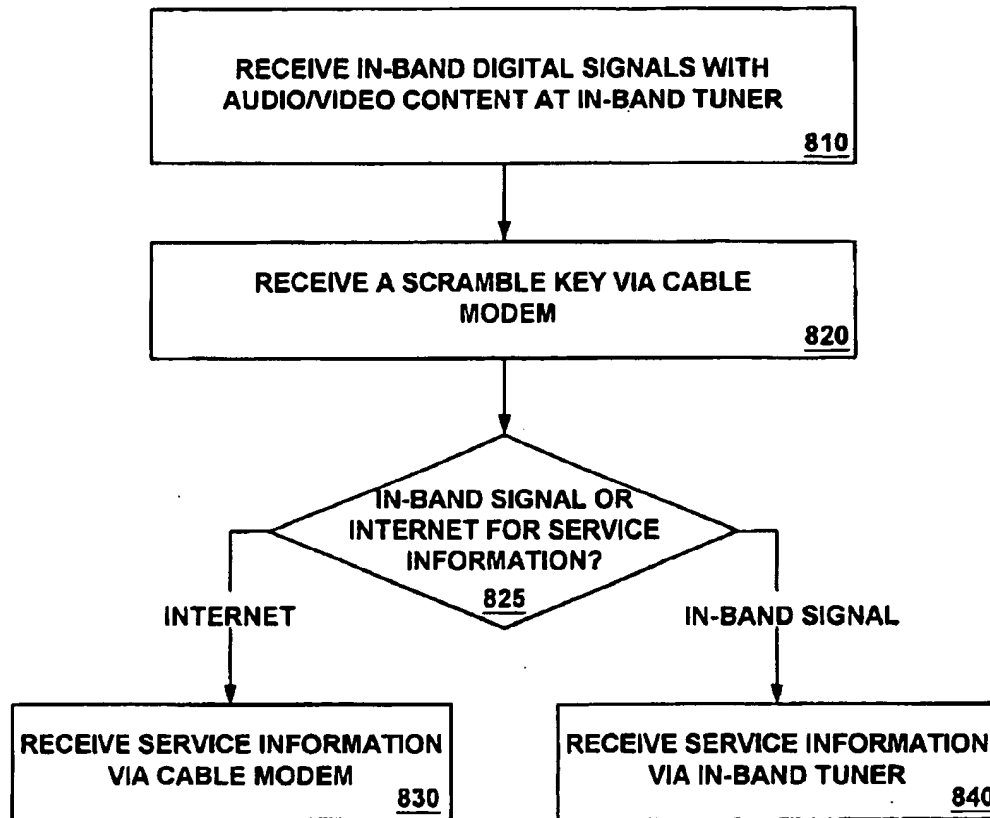 RECEIVE IN-BAND DIGITAL SIGNALS WITH
AUDIO/VIDEO CONTENT AT IN-BAND TUNER
810
RECEIVE A SCRAMBLE KEY VIA CABLE
MODEM
820
IN-BAND SIGNAL OR
INTERNET FOR SERVICE
INFORMATION?
825
INTERNET
IN-BAND SIGNAL
RECEIVE SERVICE INFORMATION
VIA CABLE MODEM
830
RECEIVE SERVICE INFORMATION
VIA IN-BAND TUNER
840